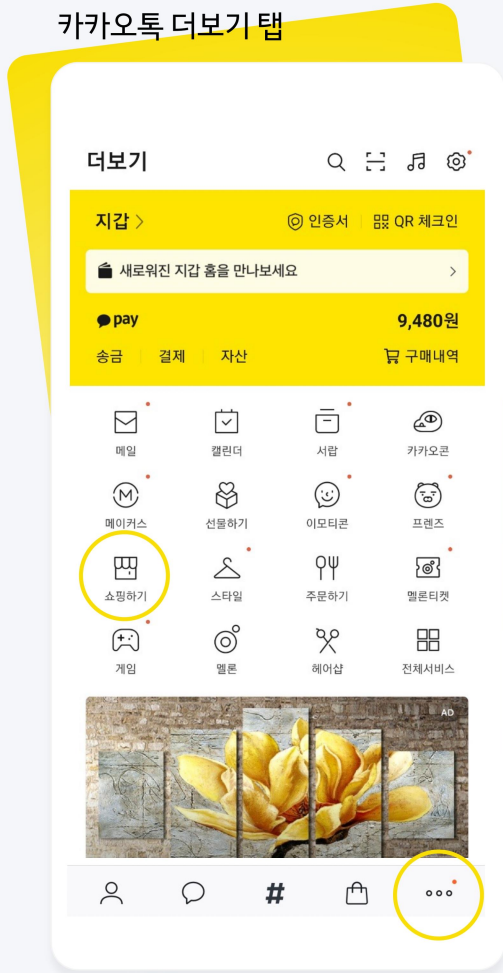 카카오톡 더보기 탭
더보기
지갑 >
인증서 QR 체크인
새로워진 지갑 홈을 만나보세요 >
pay 9,480원
송금 결제 자산 구매내역
메일 캘린더 서랍 카카오콘
메이커스 선물하기 이모티콘 프렌즈
쇼핑하기 스타일 주문하기 멜론티켓
게임 멜론 헤어샵 전체서비스
AD
#